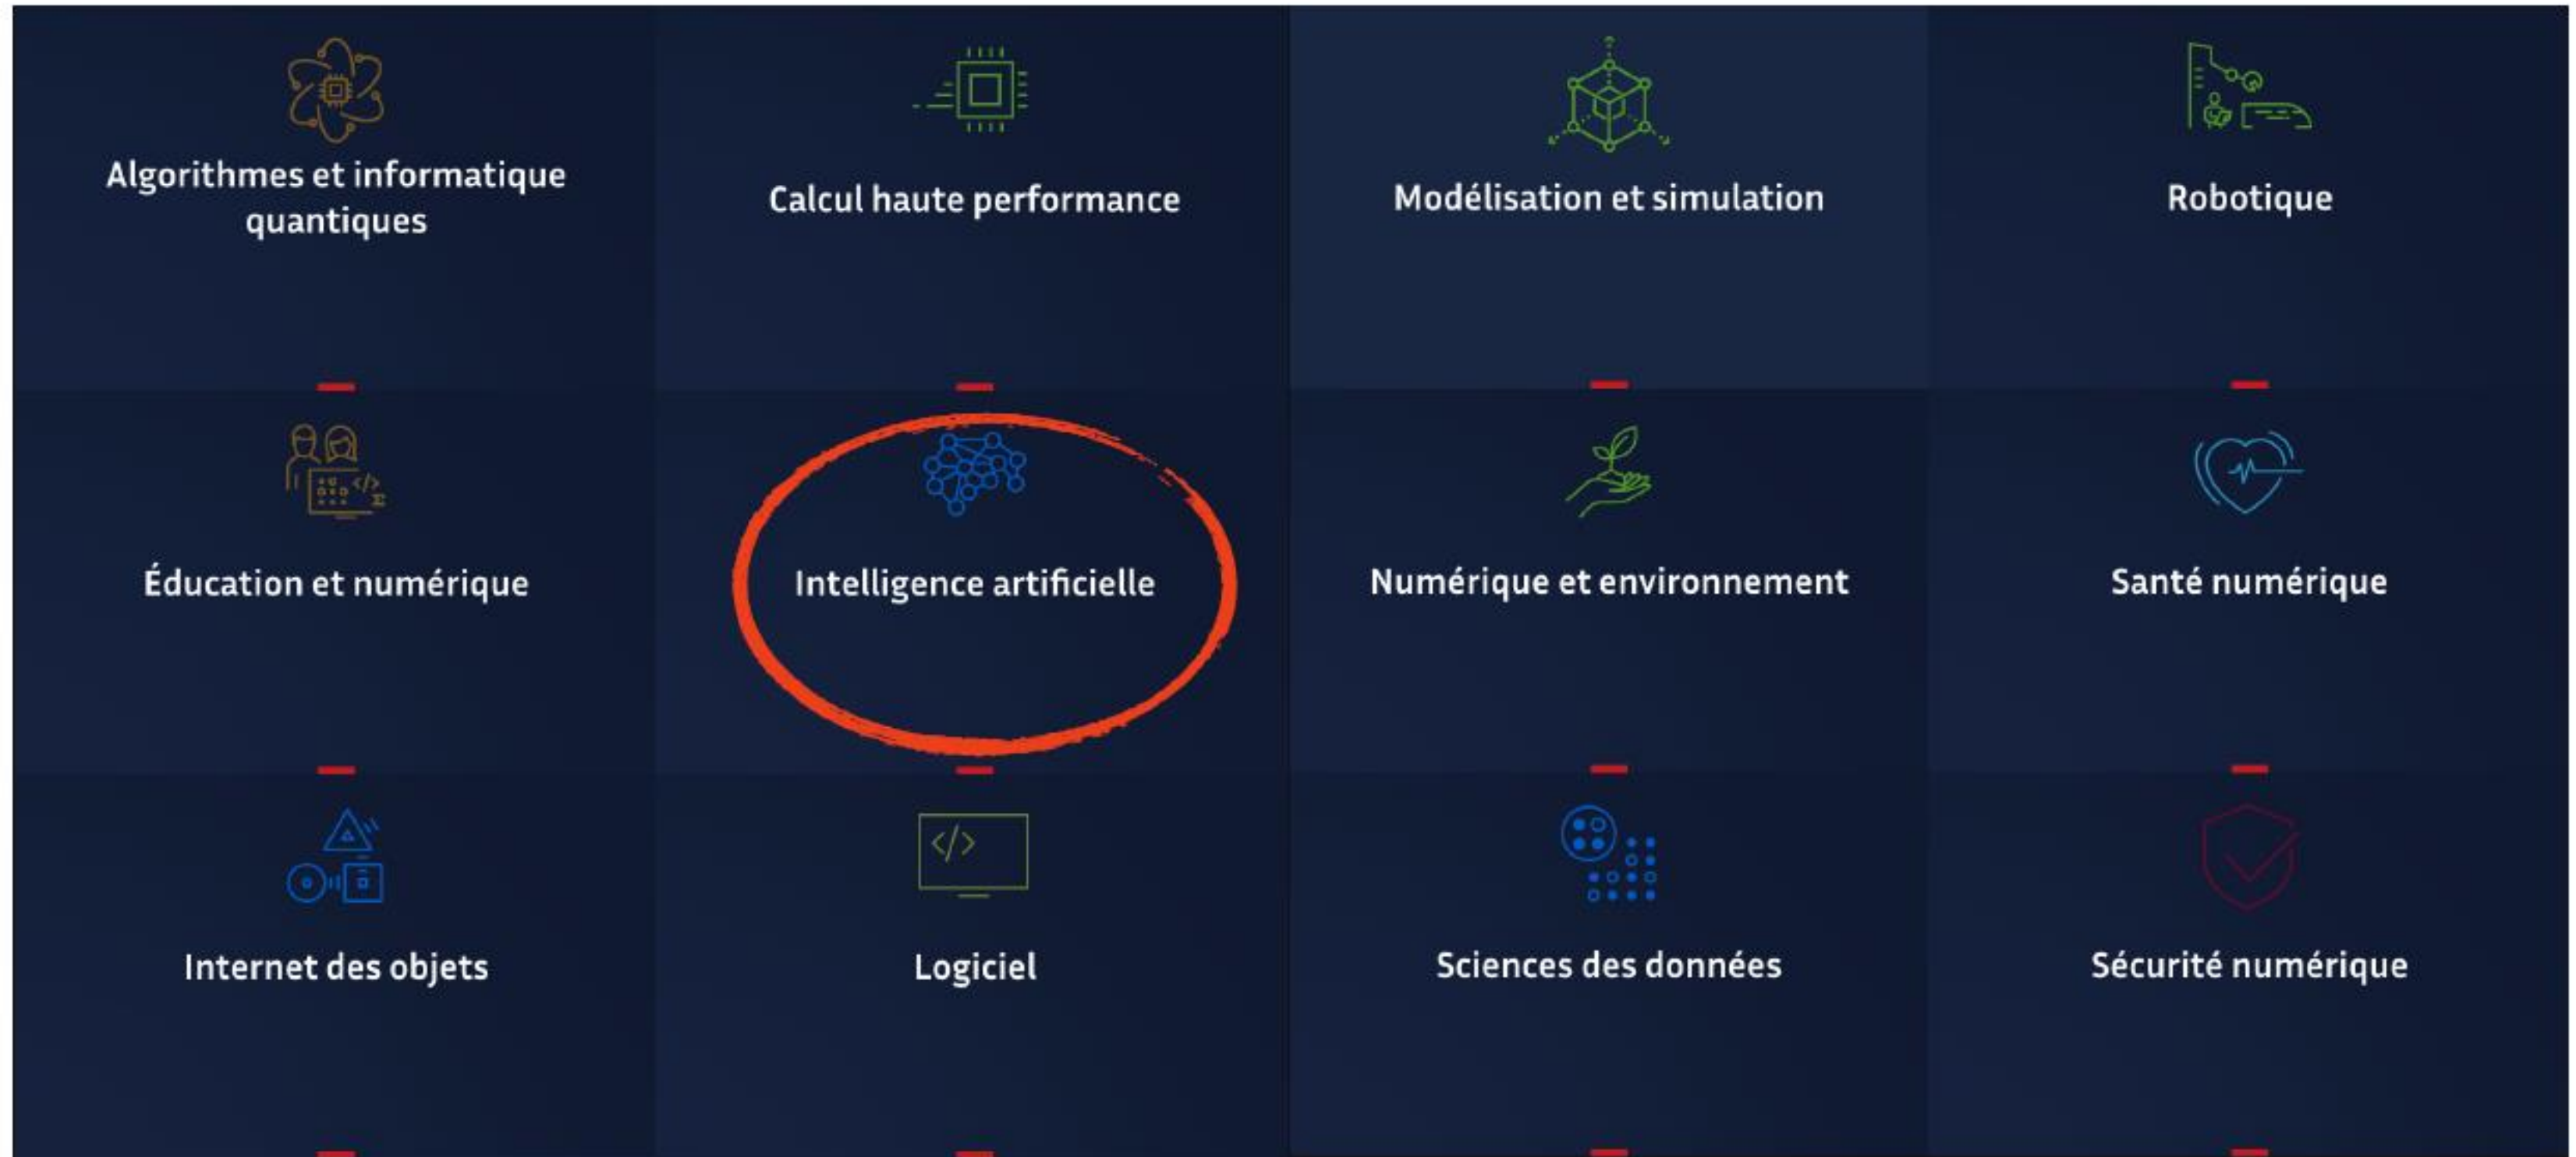 Algorithmes et informatique
quantiques
Calcul haute performance
Modélisation et simulation
Robotique
Éducation et numérique
Intelligence artificielle
Numérique et environnement
Santé numérique
Internet des objets
</>
Logiciel
Sciences des données
Sécurité numérique